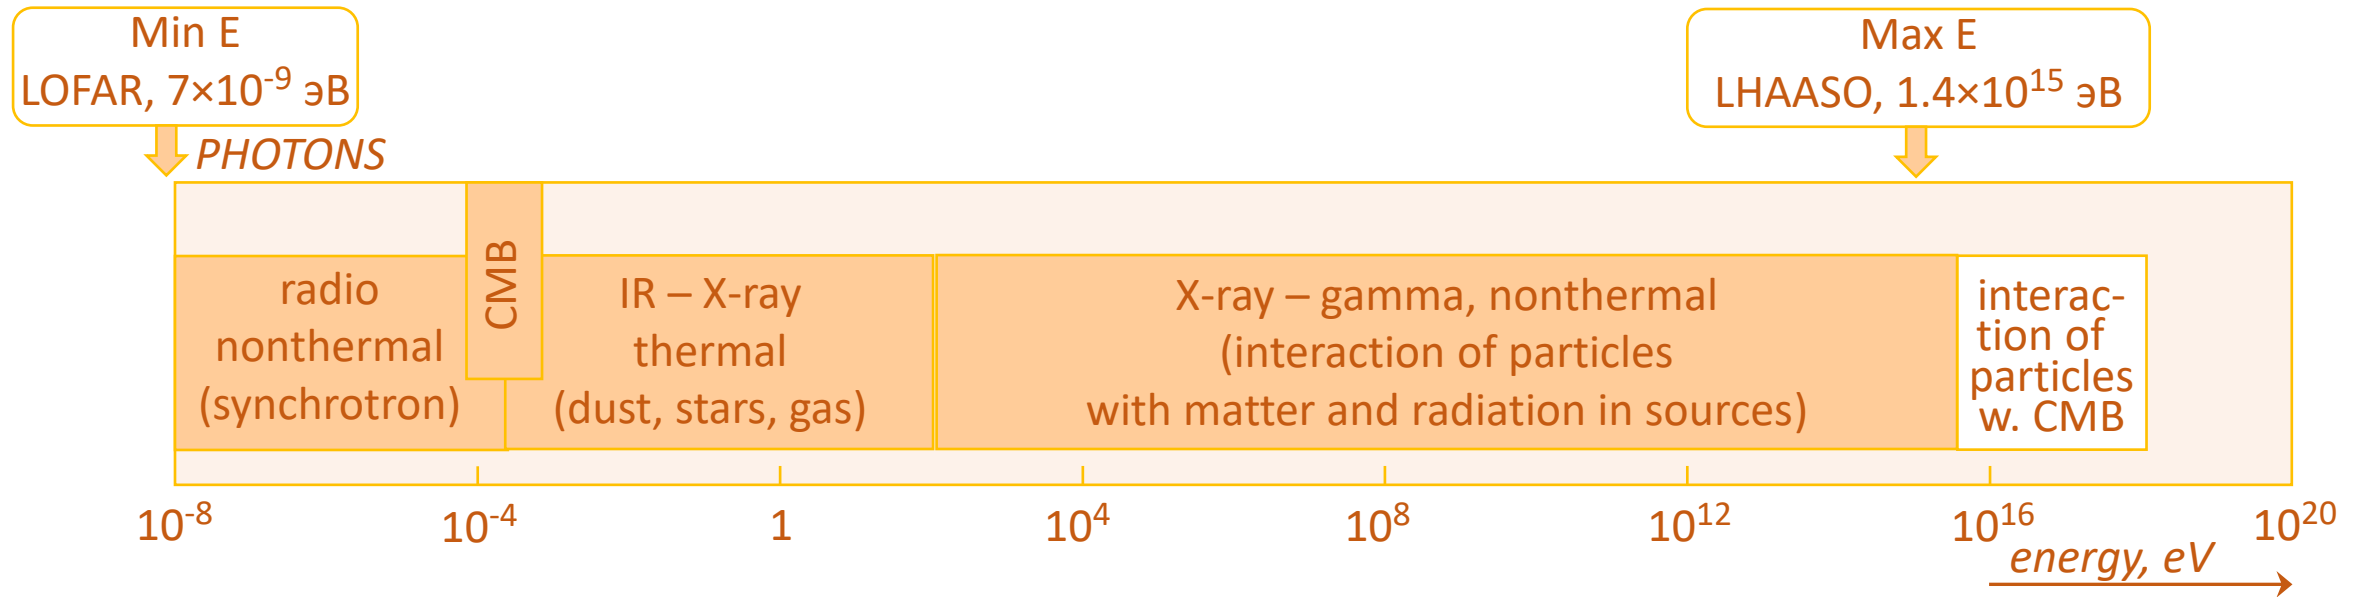 Min E
LOFAR, 7×10⁻⁹ эВ
Max E
LHAASO, 1.4×10¹⁵ эВ
PHOTONS
radio
nonthermal
(synchrotron)
CMB
IR – X-ray
thermal
(dust, stars, gas)
X-ray – gamma, nonthermal
(interaction of particles
with matter and radiation in sources)
interac-
tion of
particles
w. CMB
10⁻⁸ 10⁻⁴ 1 10⁴ 10⁸ 10¹² 10¹⁶ 10²⁰
energy, eV